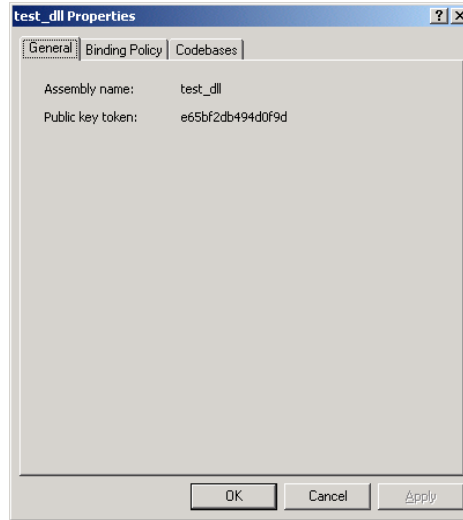 test_dll Properties
General Binding Policy Codebases
Assembly name: test_dll
Public key token: e65bf2db494d0f9d
OK Cancel Apply